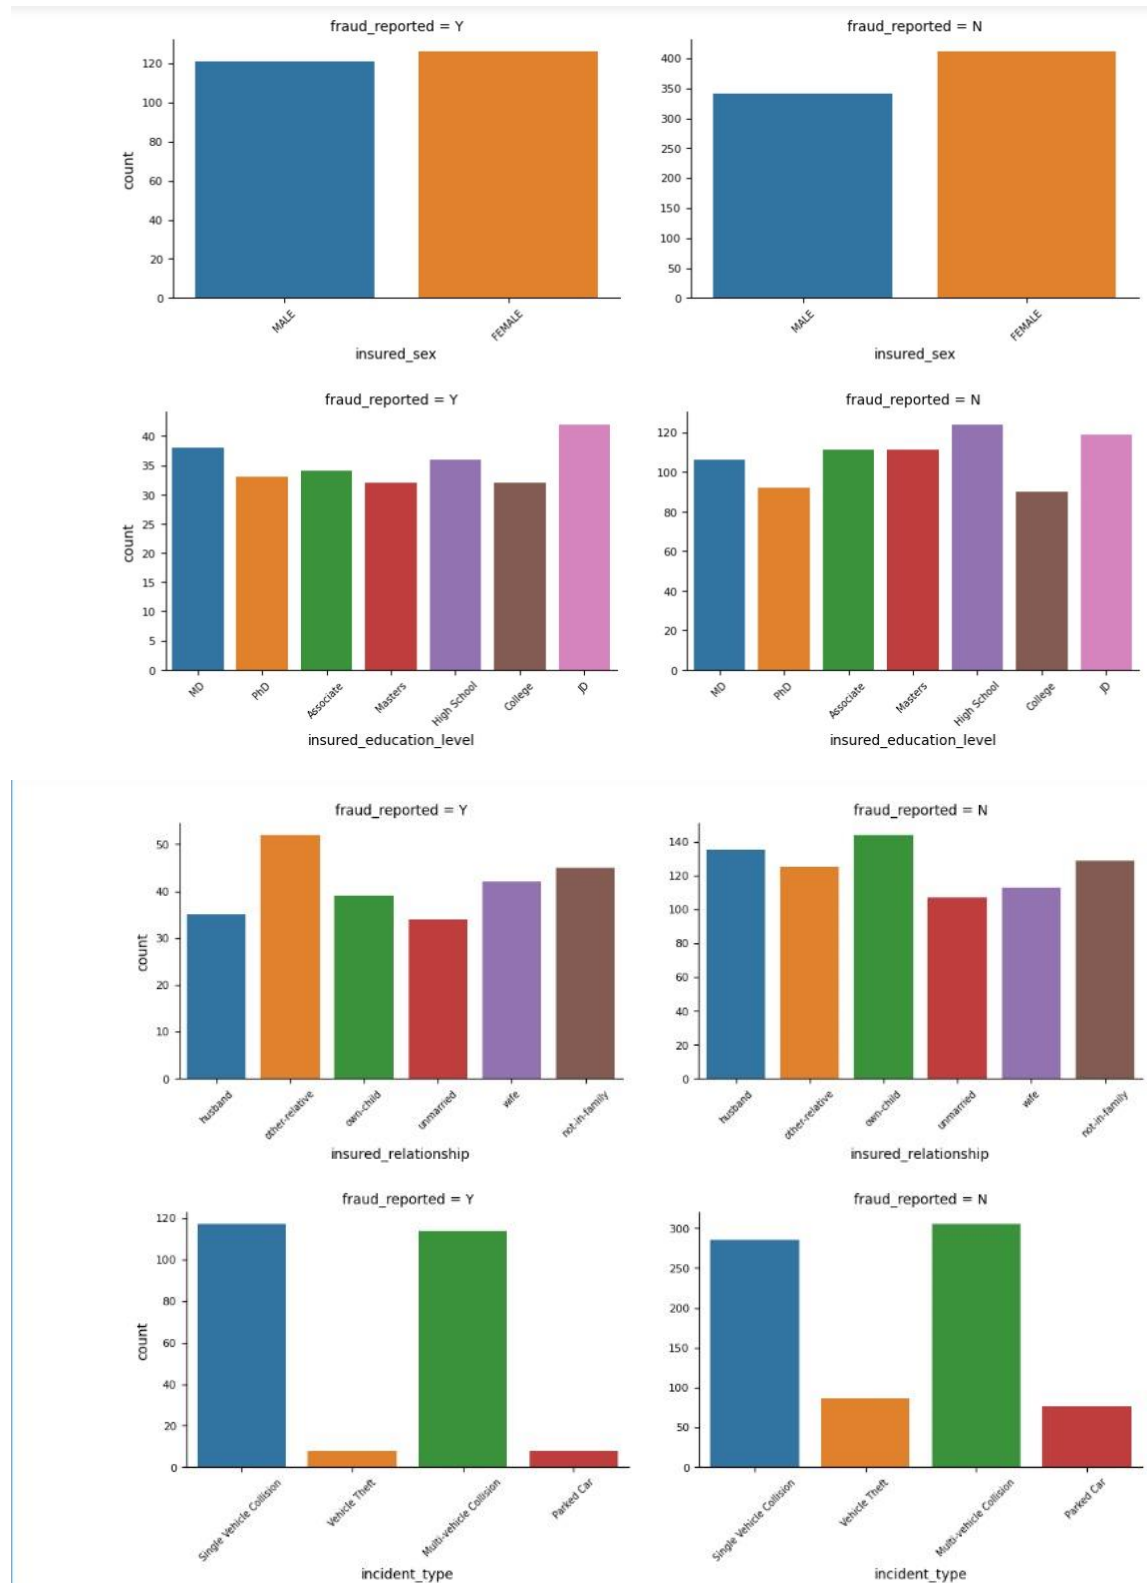 fraud_reported = Y
fraud_reported = N
120
100
80
60
40
20
0
count
MALE
FEMALE
insured_sex
400
350
300
250
200
150
100
50
0
MALE
FEMALE
insured_sex
fraud_reported = Y
fraud_reported = N
40
35
30
25
20
15
10
5
0
count
MD
PhD
Associate
Masters
High School
College
JD
insured_education_level
120
100
80
60
40
20
0
MD
PhD
Associate
Masters
High School
College
JD
insured_education_level
fraud_reported = Y
fraud_reported = N
50
40
30
20
10
0
count
husband
other-relative
own-child
unmarried
wife
not-in-family
insured_relationship
140
120
100
80
60
40
20
0
husband
other-relative
own-child
unmarried
wife
not-in-family
insured_relationship
fraud_reported = Y
fraud_reported = N
120
100
80
60
40
20
0
count
Single Vehicle Collision
Vehicle Theft
Multi-vehicle Collision
Parked Car
incident_type
300
250
200
150
100
50
0
Single Vehicle Collision
Vehicle Theft
Multi-vehicle Collision
Parked Car
incident_type